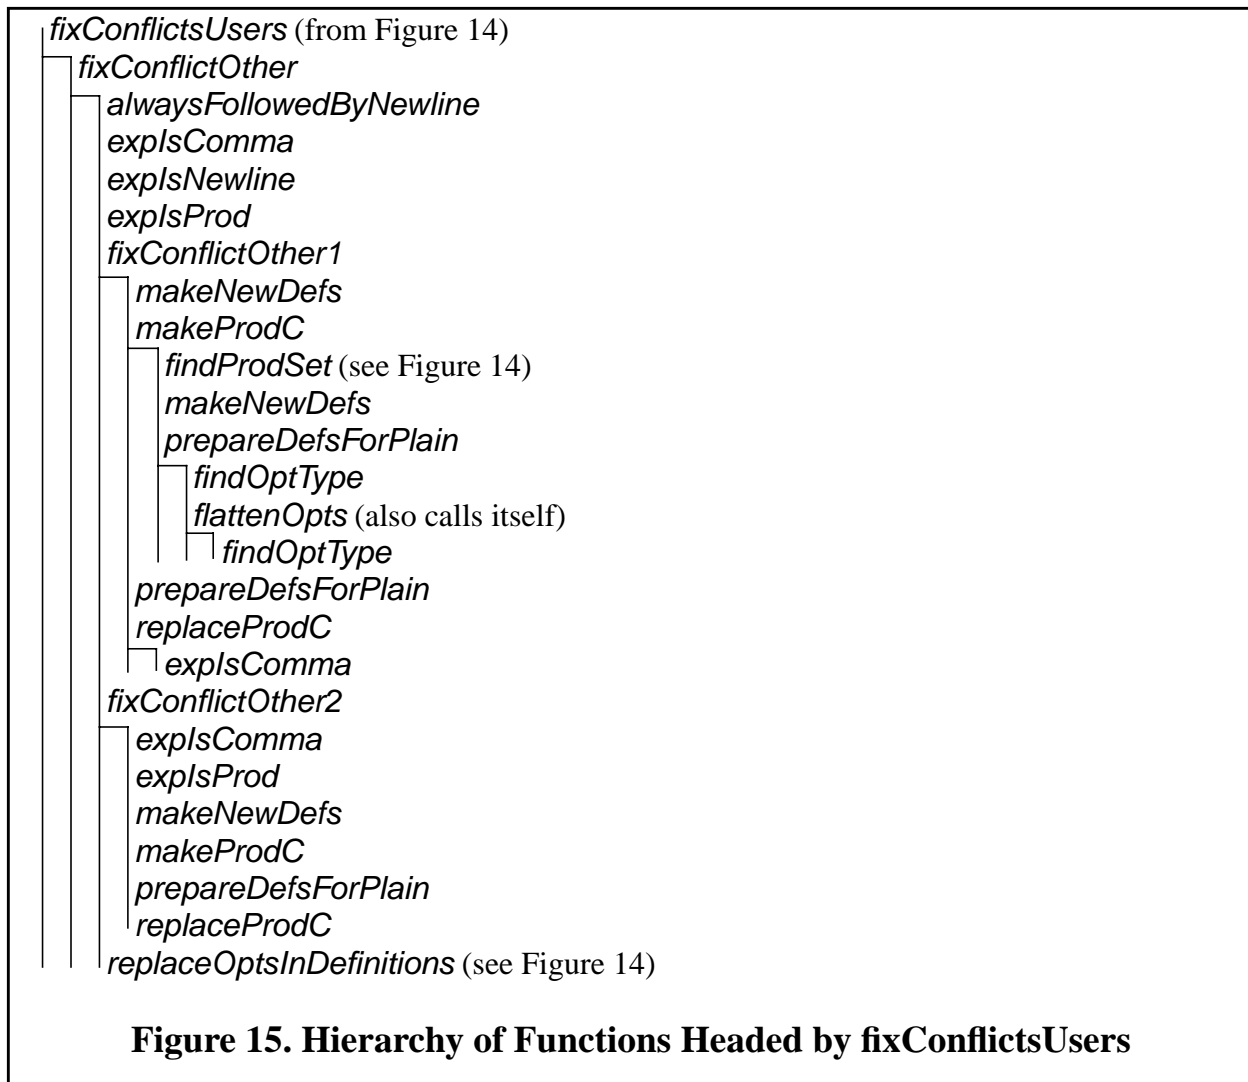 fixConflictsUsers (from Figure 14)
fixConflictOther
alwaysFollowedByNewline
expIsComma
expIsNewline
expIsProd
fixConflictOther1
makeNewDefs
makeProdC
findProdSet (see Figure 14)
makeNewDefs
prepareDefsForPlain
findOptType
flattenOpts (also calls itself)
findOptType
prepareDefsForPlain
replaceProdC
expIsComma
fixConflictOther2
expIsComma
expIsProd
makeNewDefs
makeProdC
prepareDefsForPlain
replaceProdC
replaceOptsInDefinitions (see Figure 14)
Figure 15. Hierarchy of Functions Headed by fixConflictsUsers